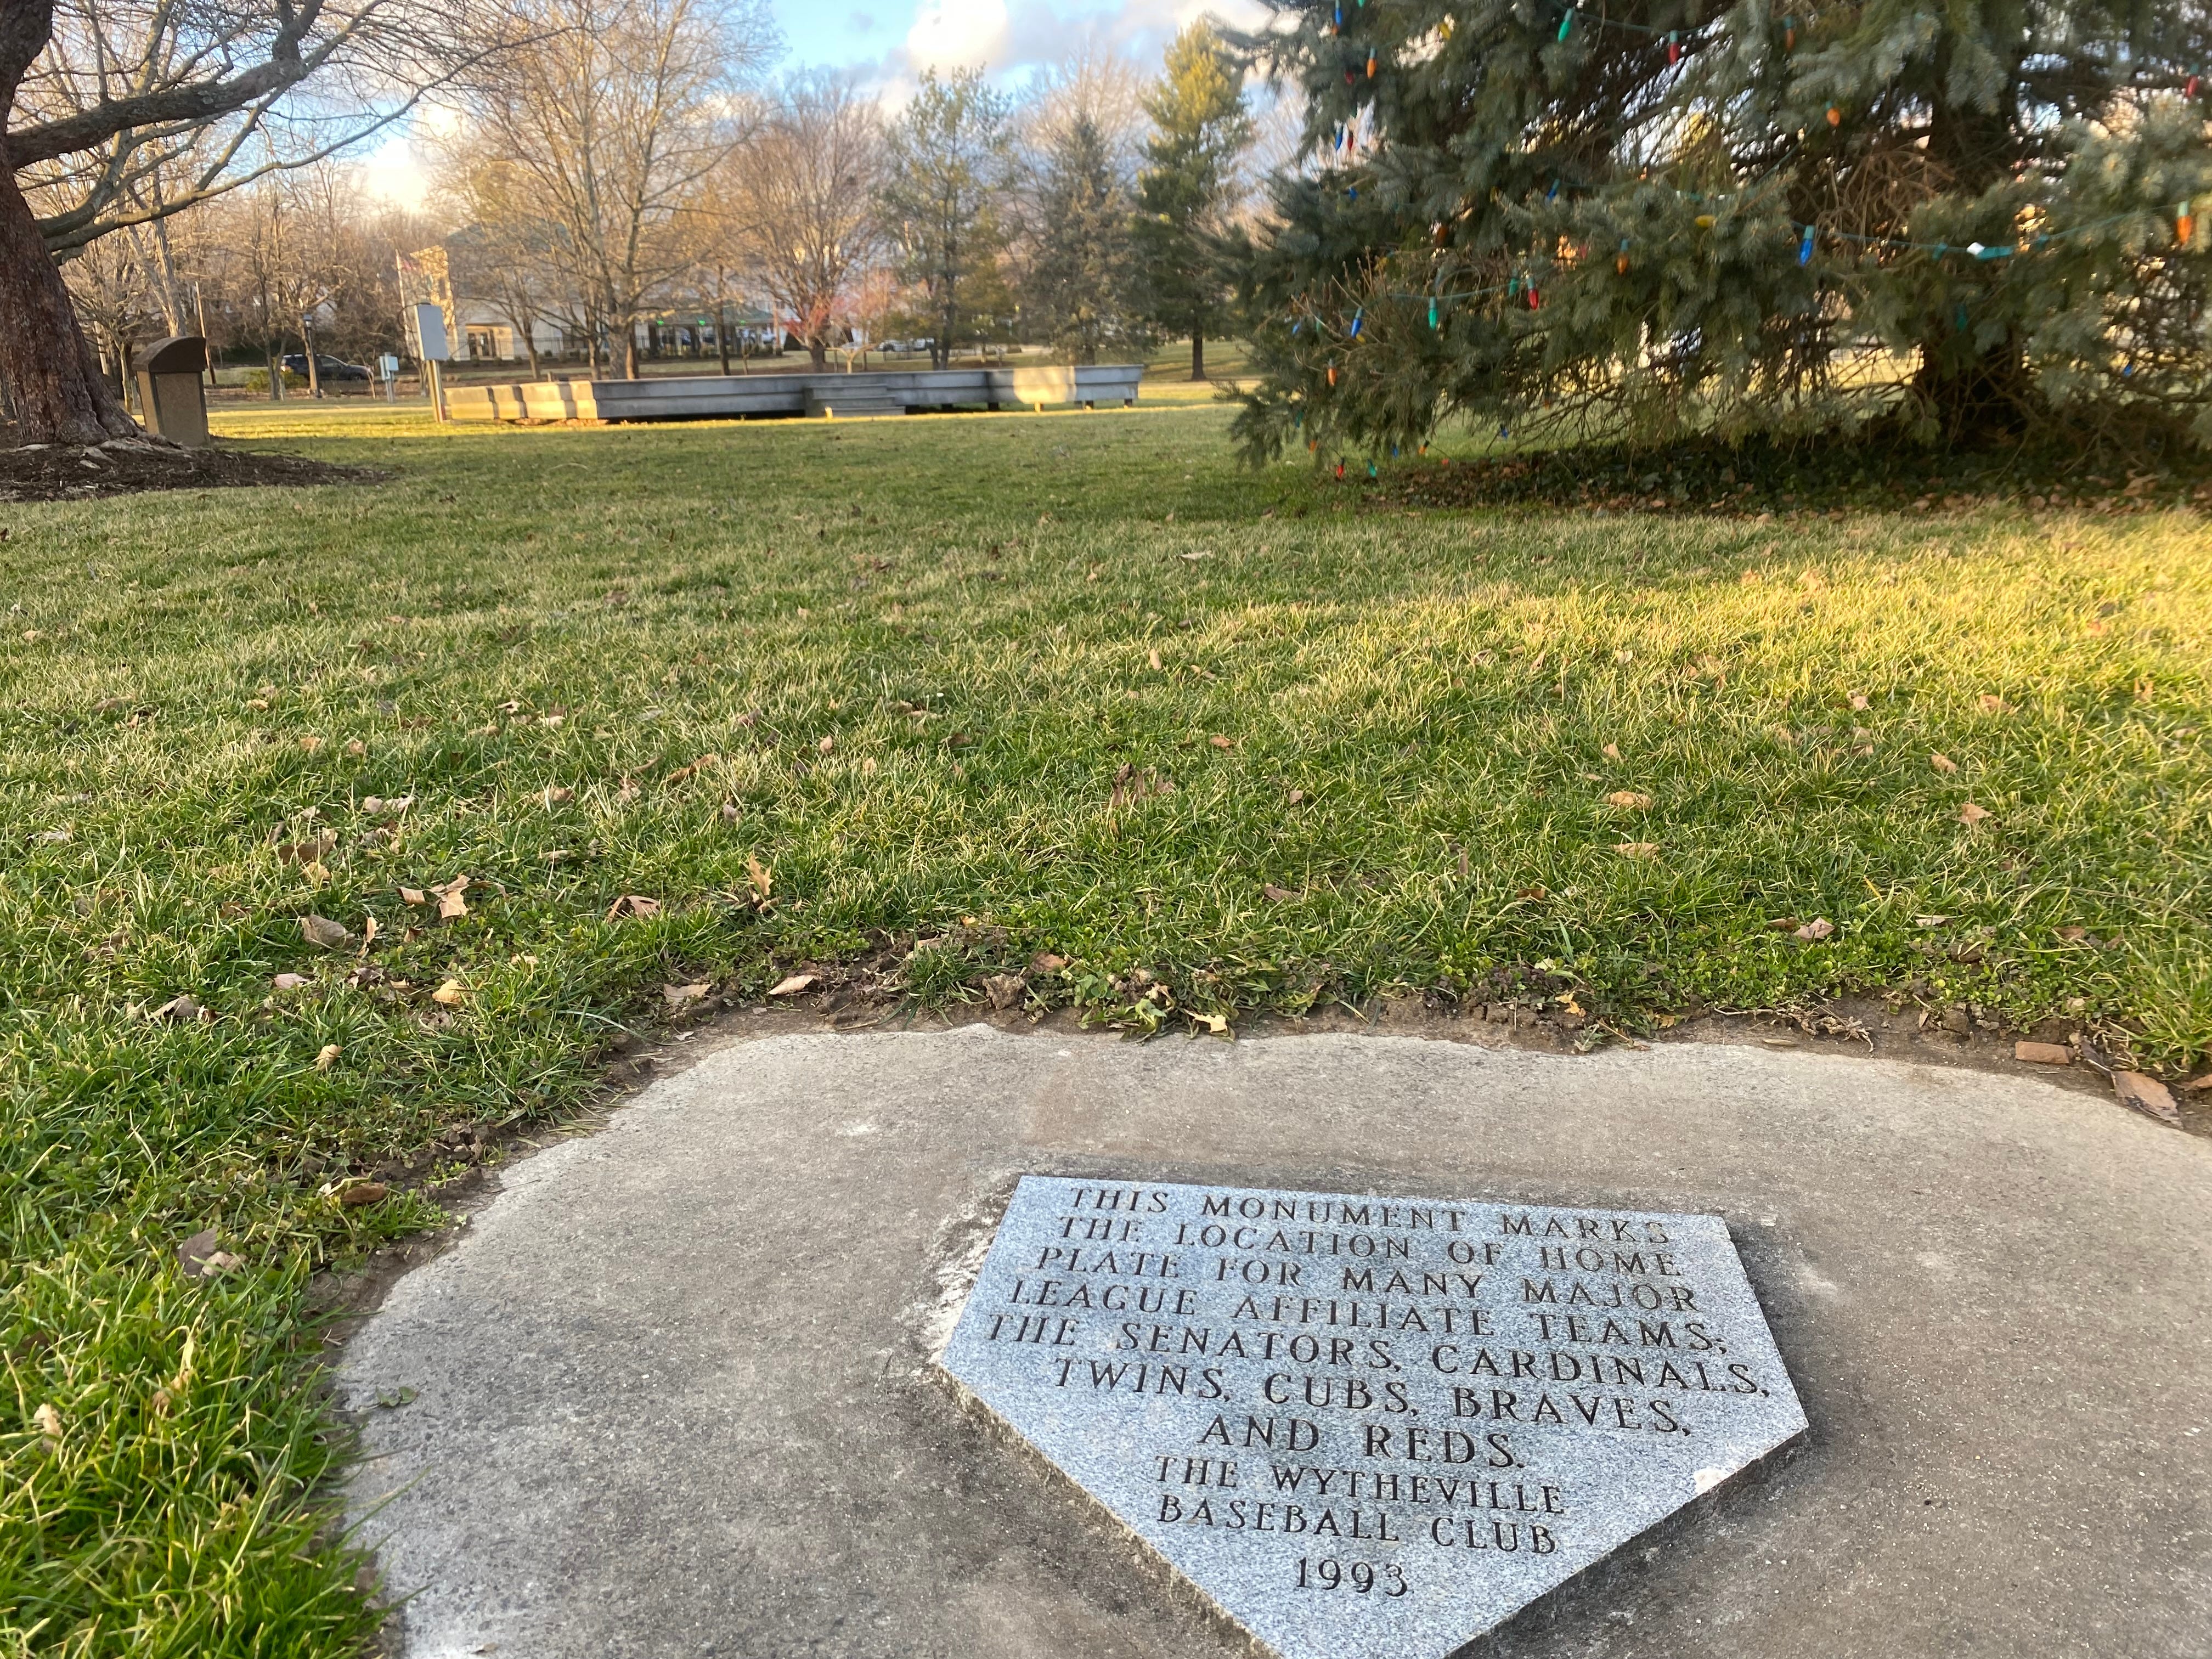 THIS MONUMENT MARKS
THE LOCATION OF HOME
PLATE FOR MANY MAJOR
LEAGUE AFFILIATE TEAMS;
THE SENATORS, CARDINALS,
TWINS, CUBS, BRAVES,
AND REDS.
THE WYTHEVILLE
BASEBALL CLUB
1993